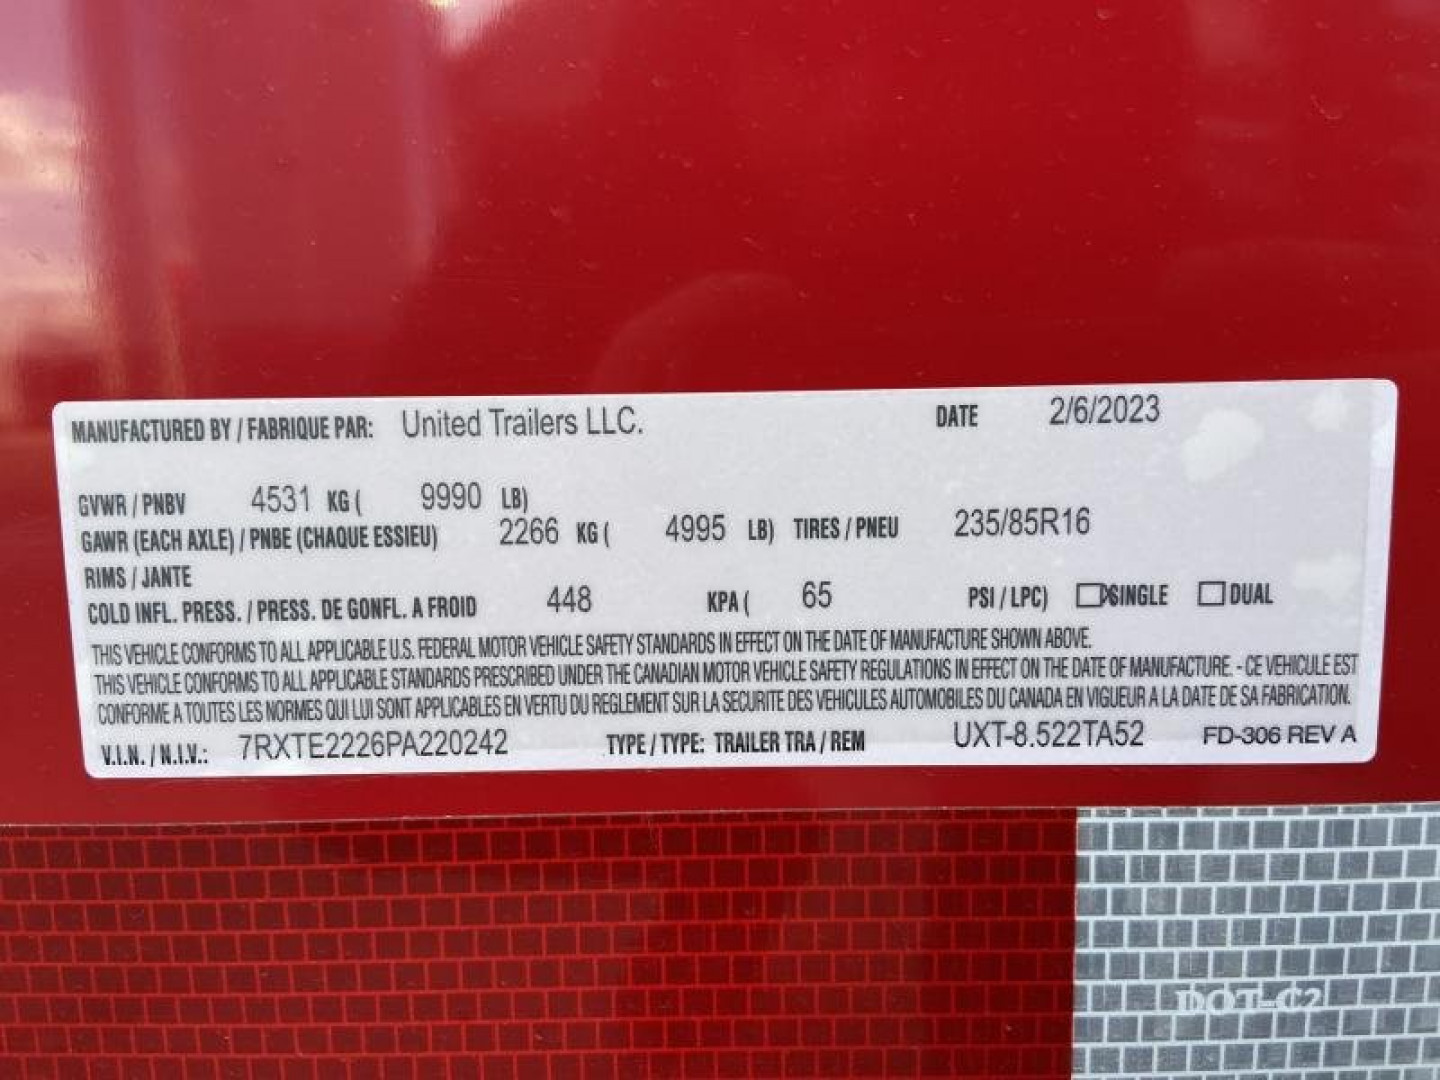 MANUFACTURED BY / FABRIQUE PAR: United Trailers LLC. DATE 2/6/2023
GVWR / PNBV 4531 KG ( 9990 LB)
GAWR (EACH AXLE) / PNBE (CHAQUE ESSIEU) 2266 KG ( 4995 LB) TIRES / PNEU 235/85R16
RIMS / JANTE
COLD INFL. PRESS. / PRESS. DE GONFL. A FROID 448 KPA ( 65 PSI / LPC) SINGLE DUAL
THIS VEHICLE CONFORMS TO ALL APPLICABLE U.S. FEDERAL MOTOR VEHICLE SAFETY STANDARDS IN EFFECT ON THE DATE OF MANUFACTURE SHOWN ABOVE.
THIS VEHICLE CONFORMS TO ALL APPLICABLE STANDARDS PRESCRIBED UNDER THE CANADIAN MOTOR VEHICLE SAFETY REGULATIONS IN EFFECT ON THE DATE OF MANUFACTURE. - CE VEHICULE EST
CONFORME A TOUTES LES NORMES QUI LUI SONT APPLICABLES EN VERTU DU REGLEMENT SUR LA SECURITE DES VEHICULES AUTOMOBILES DU CANADA EN VIGUEUR A LA DATE DE SA FABRICATION.
V.I.N. / N.I.V.: 7RXTE2226PA220242 TYPE / TYPE: TRAILER TRA / REM UXT-8.522TA52 FD-306 REV A
DOT-C2